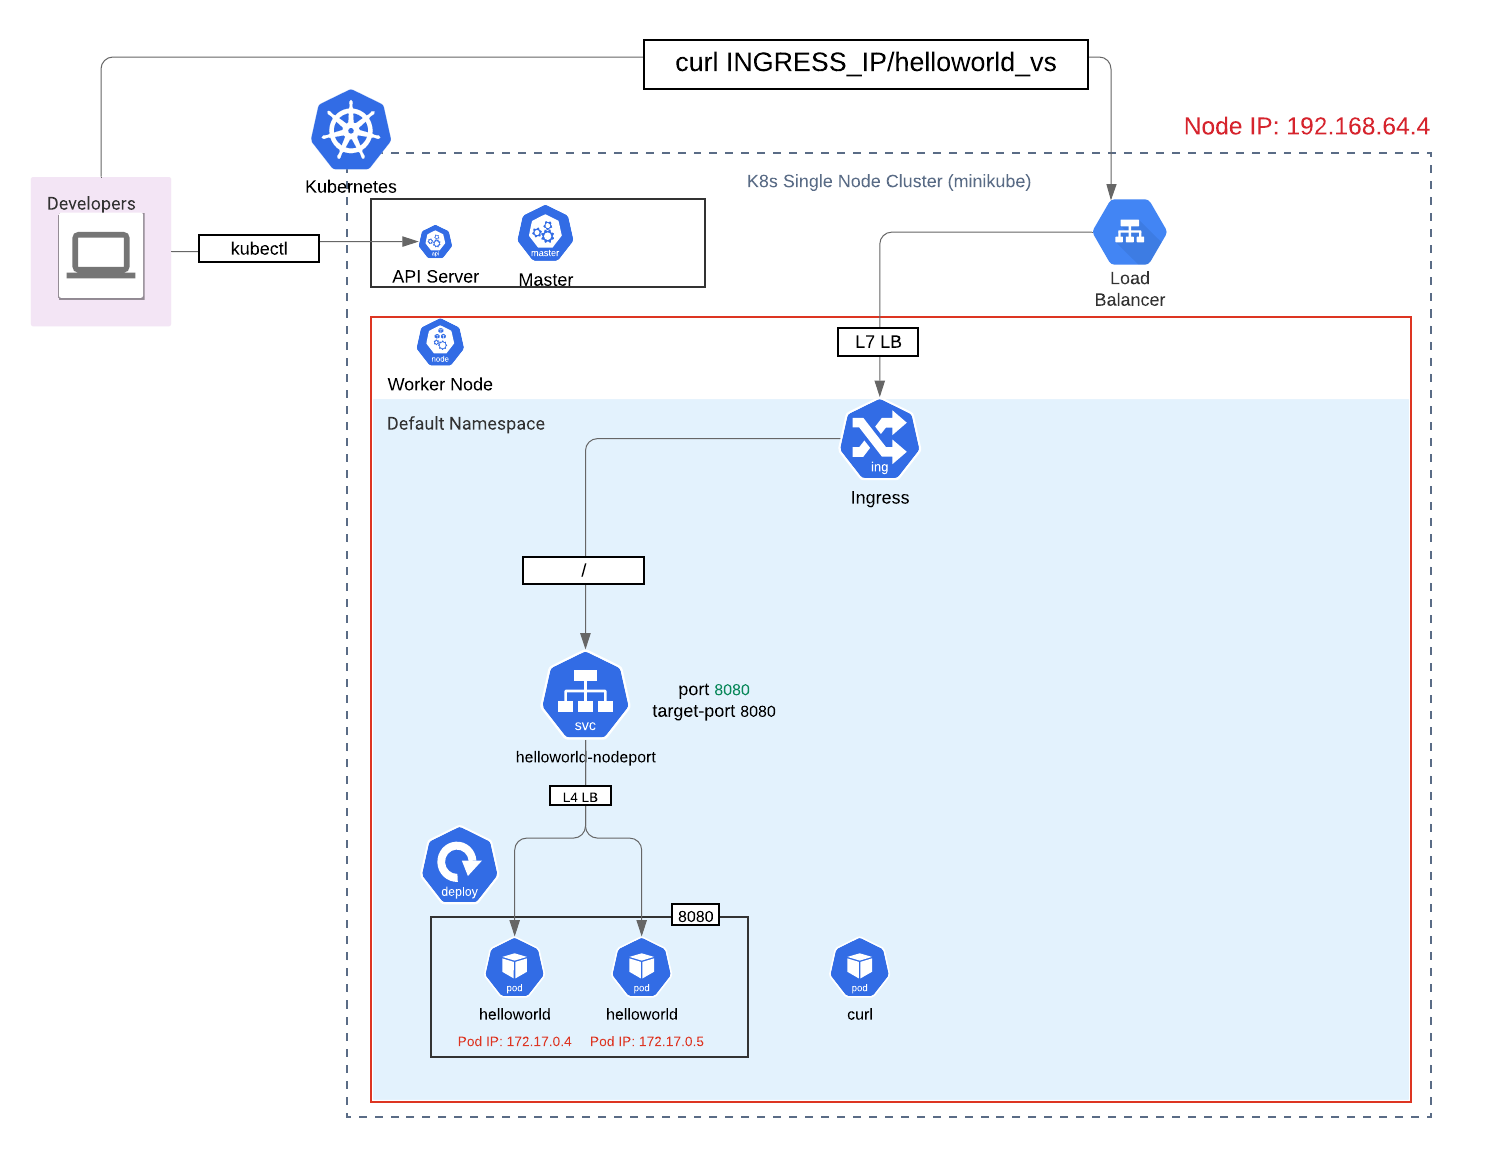 curl INGRESS_IP/helloworld_vs
Node IP: 192.168.64.4
Kubernetes
K8s Single Node Cluster (minikube)
Developers
kubectl
api
API Server
master
Master
Load
Balancer
L7 LB
node
Worker Node
Default Namespace
ing
Ingress
/
svc
port 8080
target-port 8080
helloworld-nodeport
L4 LB
deploy
8080
pod
helloworld
Pod IP: 172.17.0.4
pod
helloworld
Pod IP: 172.17.0.5
pod
curl